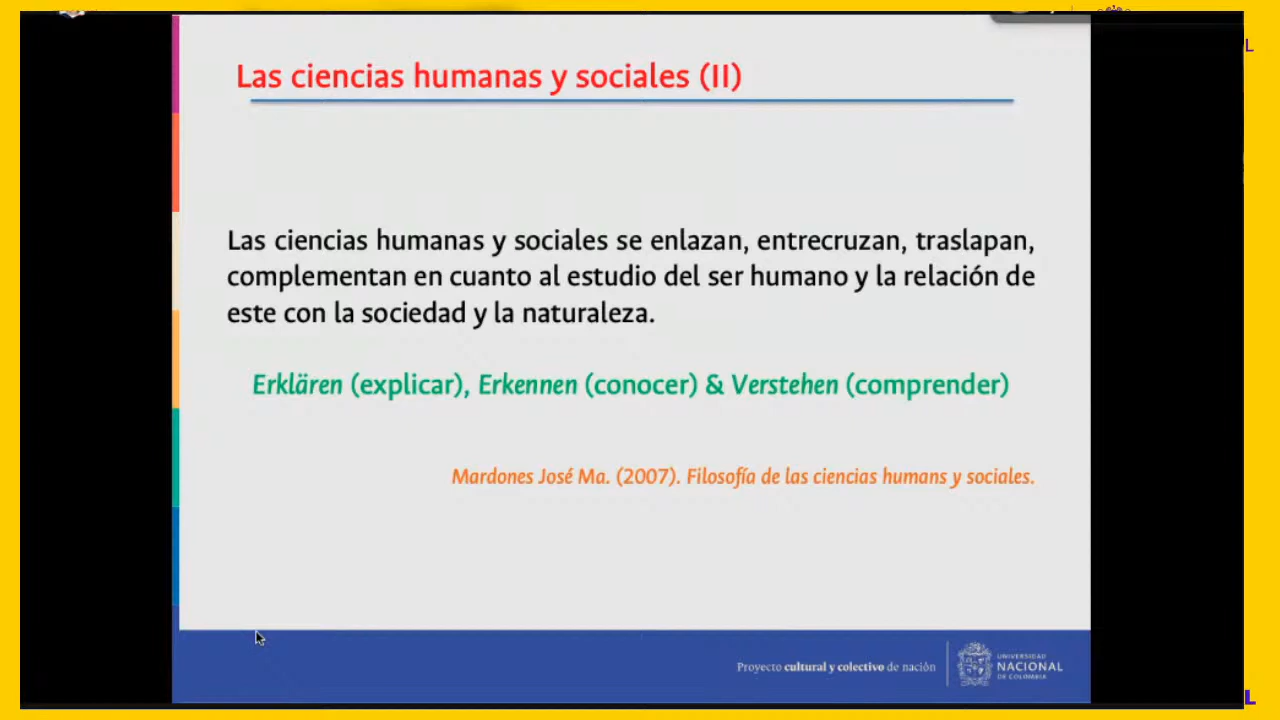 Las ciencias humanas y sociales (II)
Las ciencias humanas y sociales se enlazan, entrecruzan, traslapan,
complementan en cuanto al estudio del ser humano y la relación de
este con la sociedad y la naturaleza.
Erklären (explicar), Erkennen (conocer) & Verstehen (comprender)
Mardones José Ma. (2007). Filosofía de las ciencias humans y sociales.
Proyecto cultural y colectivo de nación
UNIVERSIDAD
NACIONAL
DE COLOMBIA
L
L